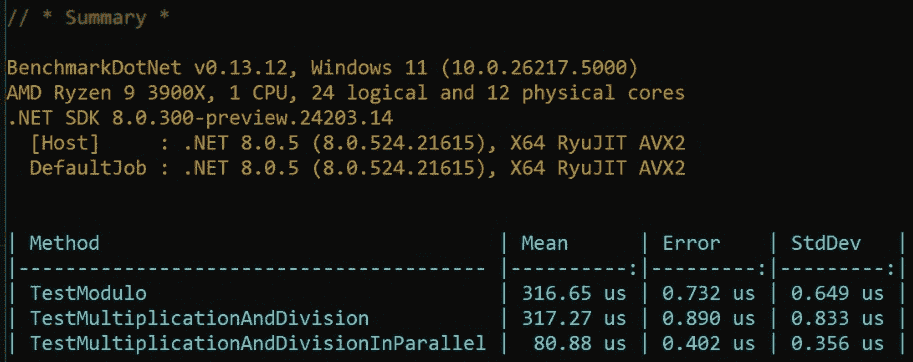 // * Summary *
BenchmarkDotNet v0.13.12, Windows 11 (10.0.26217.5000)
AMD Ryzen 9 3900X, 1 CPU, 24 logical and 12 physical cores
.NET SDK 8.0.300-preview.24203.14
[Host]     : .NET 8.0.5 (8.0.524.21615), X64 RyuJIT AVX2
DefaultJob : .NET 8.0.5 (8.0.524.21615), X64 RyuJIT AVX2
| Method                                | Mean      | Error    | StdDev   |
|-------------------------------------- |----------:|---------:|---------:|
| TestModulo                            | 316.65 us | 0.732 us | 0.649 us |
| TestMultiplicationAndDivision         | 317.27 us | 0.890 us | 0.833 us |
| TestMultiplicationAndDivisionInParallel |  80.88 us | 0.402 us | 0.356 us |